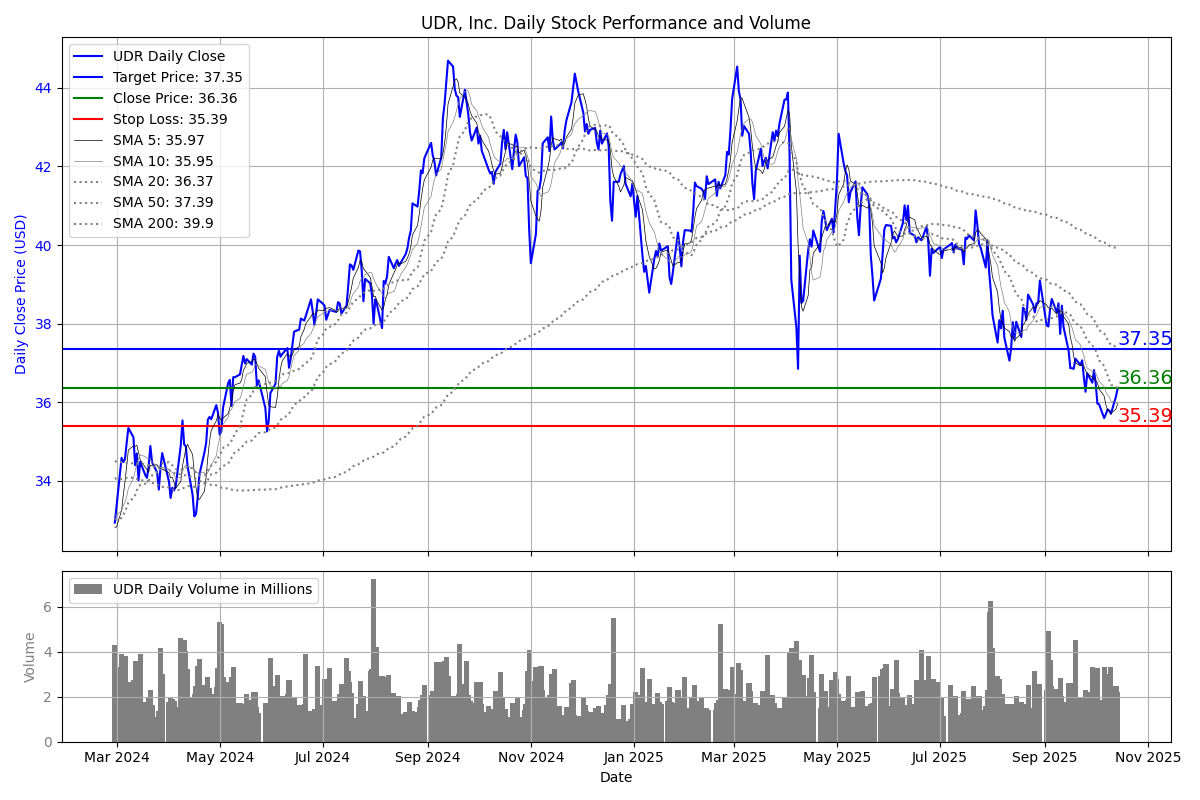 UDR, Inc. Daily Stock Performance and Volume
Daily Close Price (USD)
44
42
40
38
36
34
UDR Daily Close
Target Price: 37.35
Close Price: 36.36
Stop Loss: 35.39
SMA 5: 35.97
SMA 10: 35.95
SMA 20: 36.37
SMA 50: 37.39
SMA 200: 39.9
37.35
36.36
35.39
Volume
6
4
2
0
UDR Daily Volume in Millions
Mar 2024 May 2024 Jul 2024 Sep 2024 Nov 2024 Jan 2025 Mar 2025 May 2025 Jul 2025 Sep 2025 Nov 2025
Date